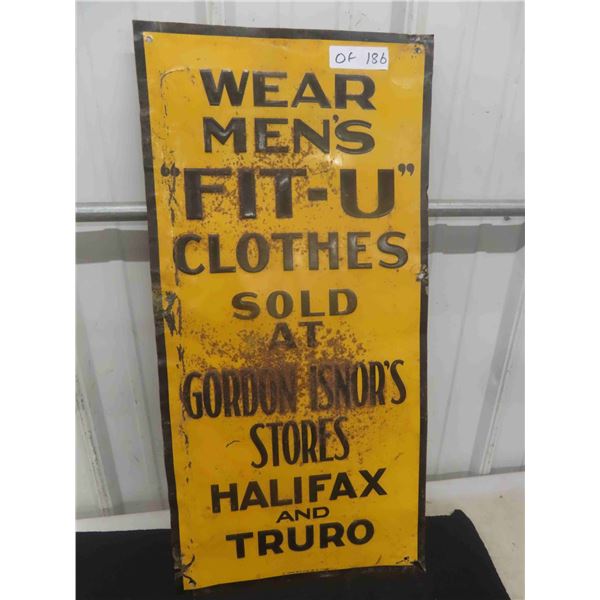 OF 186
WEAR
MEN'S
"FIT-U"
CLOTHES
SOLD
AT
GORDON ISNOR'S
STORES
HALIFAX
AND
TRURO